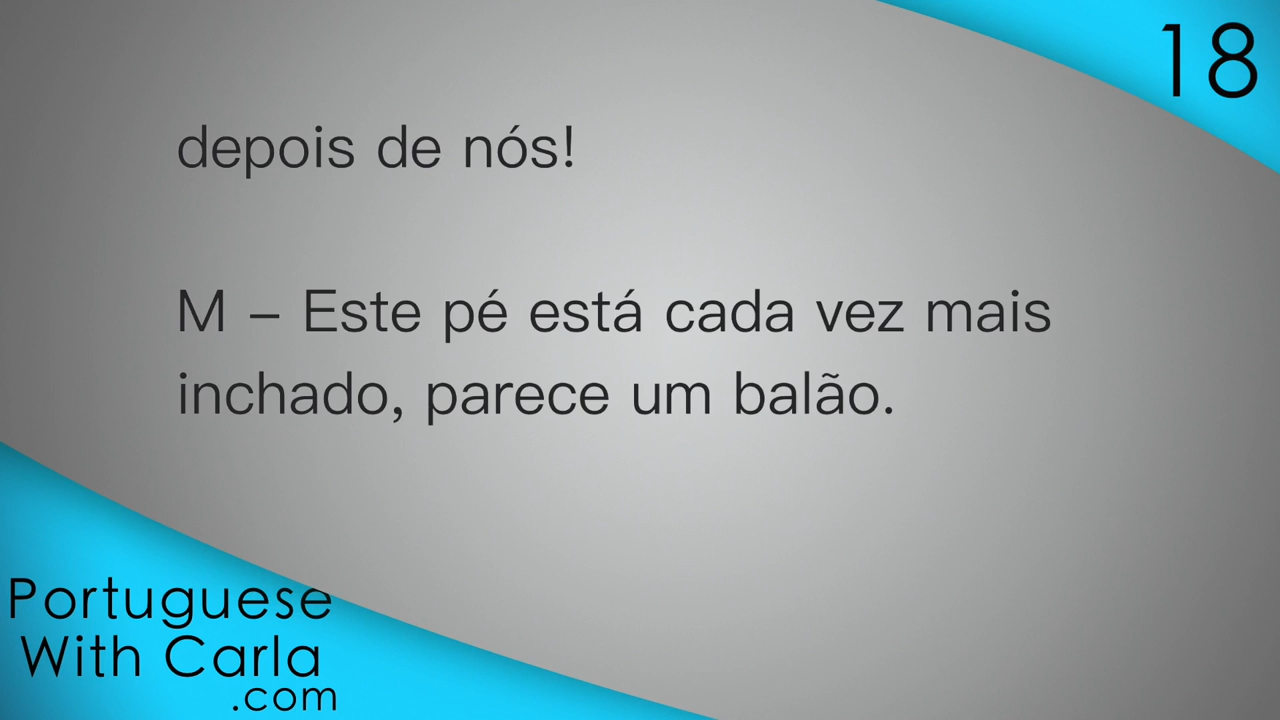 18
depois de nós!
M – Este pé está cada vez mais
inchado, parece um balão.
Portuguese
With Carla
.com